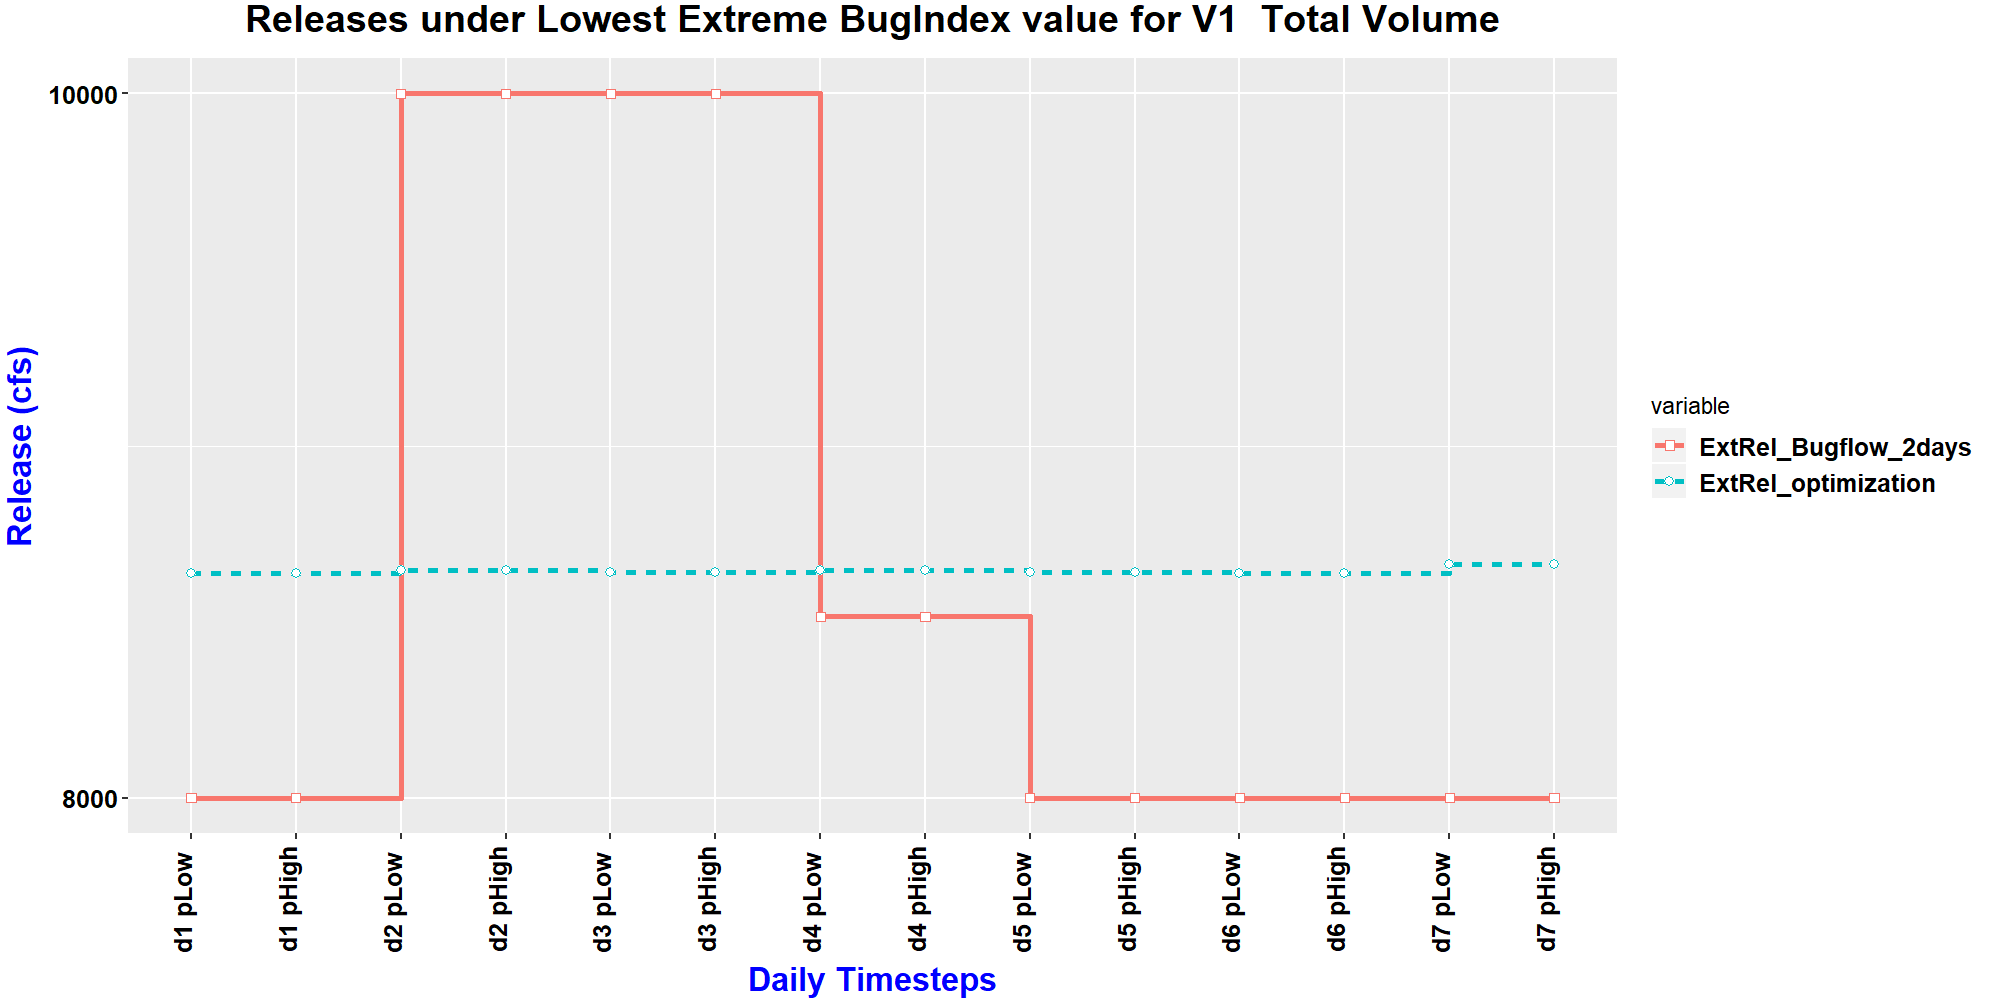 Releases under Lowest Extreme BugIndex value for V1  Total Volume
10000
8000
Release (cfs)
d1 pLow
d1 pHigh
d2 pLow
d2 pHigh
d3 pLow
d3 pHigh
d4 pLow
d4 pHigh
d5 pLow
d5 pHigh
d6 pLow
d6 pHigh
d7 pLow
d7 pHigh
Daily Timesteps
variable
ExtRel_Bugflow_2days
ExtRel_optimization